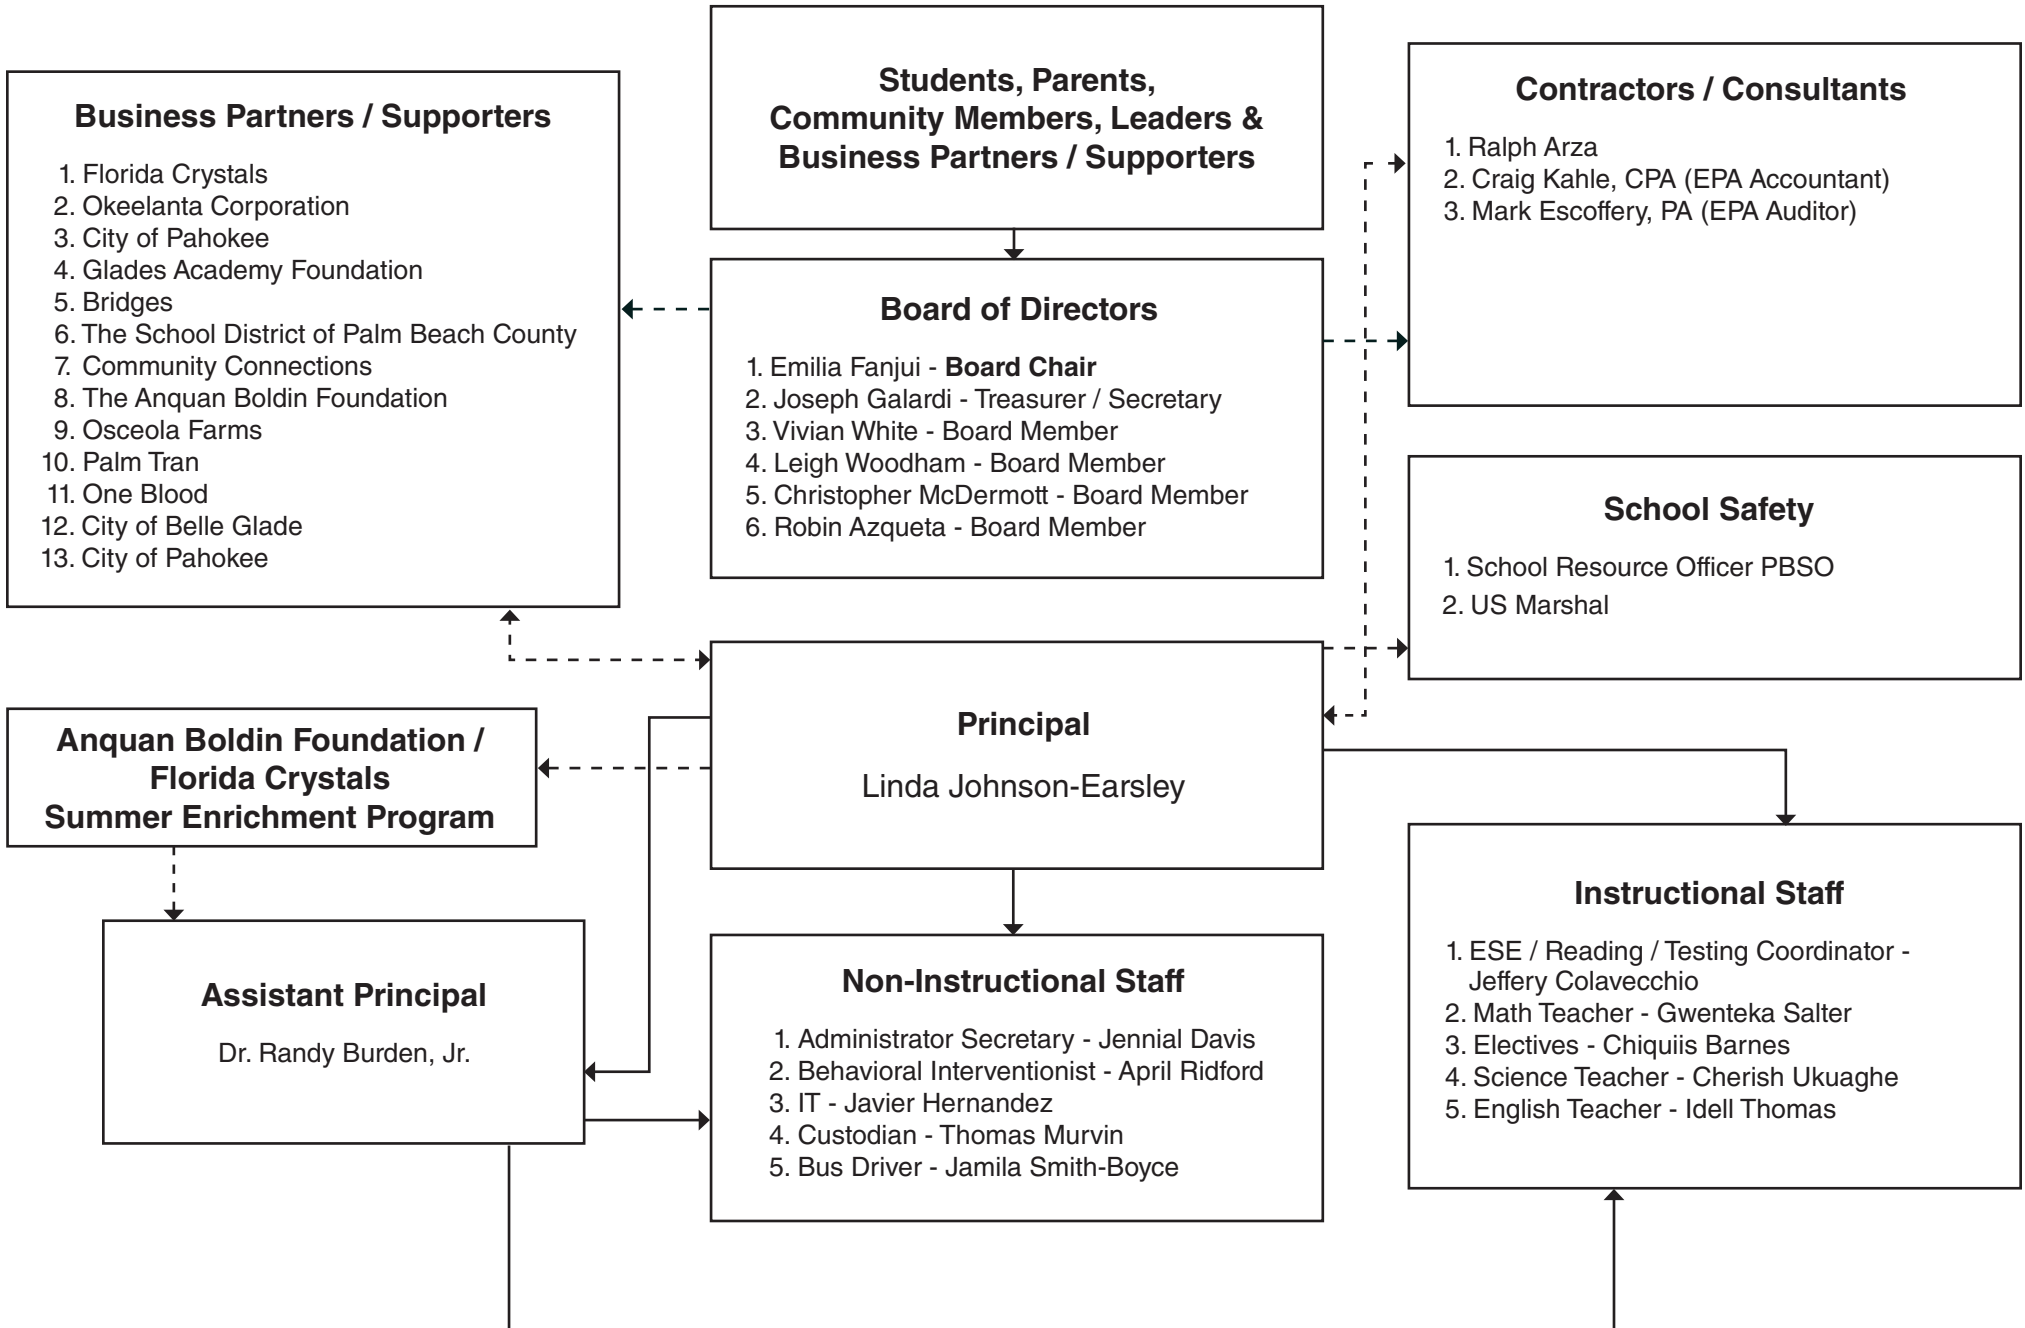 Students, Parents,
Community Members, Leaders &
Business Partners / Supporters
Business Partners / Supporters
1. Florida Crystals
2. Okeelanta Corporation
3. City of Pahokee
4. Glades Academy Foundation
5. Bridges
6. The School District of Palm Beach County
7. Community Connections
8. The Anquan Boldin Foundation
9. Osceola Farms
10. Palm Tran
11. One Blood
12. City of Belle Glade
13. City of Pahokee
Board of Directors
1. Emilia Fanjui - Board Chair
2. Joseph Galardi - Treasurer / Secretary
3. Vivian White - Board Member
4. Leigh Woodham - Board Member
5. Christopher McDermott - Board Member
6. Robin Azqueta - Board Member
Contractors / Consultants
1. Ralph Arza
2. Craig Kahle, CPA (EPA Accountant)
3. Mark Escoffery, PA (EPA Auditor)
School Safety
1. School Resource Officer PBSO
2. US Marshal
Principal
Linda Johnson-Earsley
Anquan Boldin Foundation /
Florida Crystals
Summer Enrichment Program
Assistant Principal
Dr. Randy Burden, Jr.
Non-Instructional Staff
1. Administrator Secretary - Jennial Davis
2. Behavioral Interventionist - April Ridford
3. IT - Javier Hernandez
4. Custodian - Thomas Murvin
5. Bus Driver - Jamila Smith-Boyce
Instructional Staff
1. ESE / Reading / Testing Coordinator -
Jeffery Colavecchio
2. Math Teacher - Gwenteka Salter
3. Electives - Chiquiis Barnes
4. Science Teacher - Cherish Ukuaghe
5. English Teacher - Idell Thomas